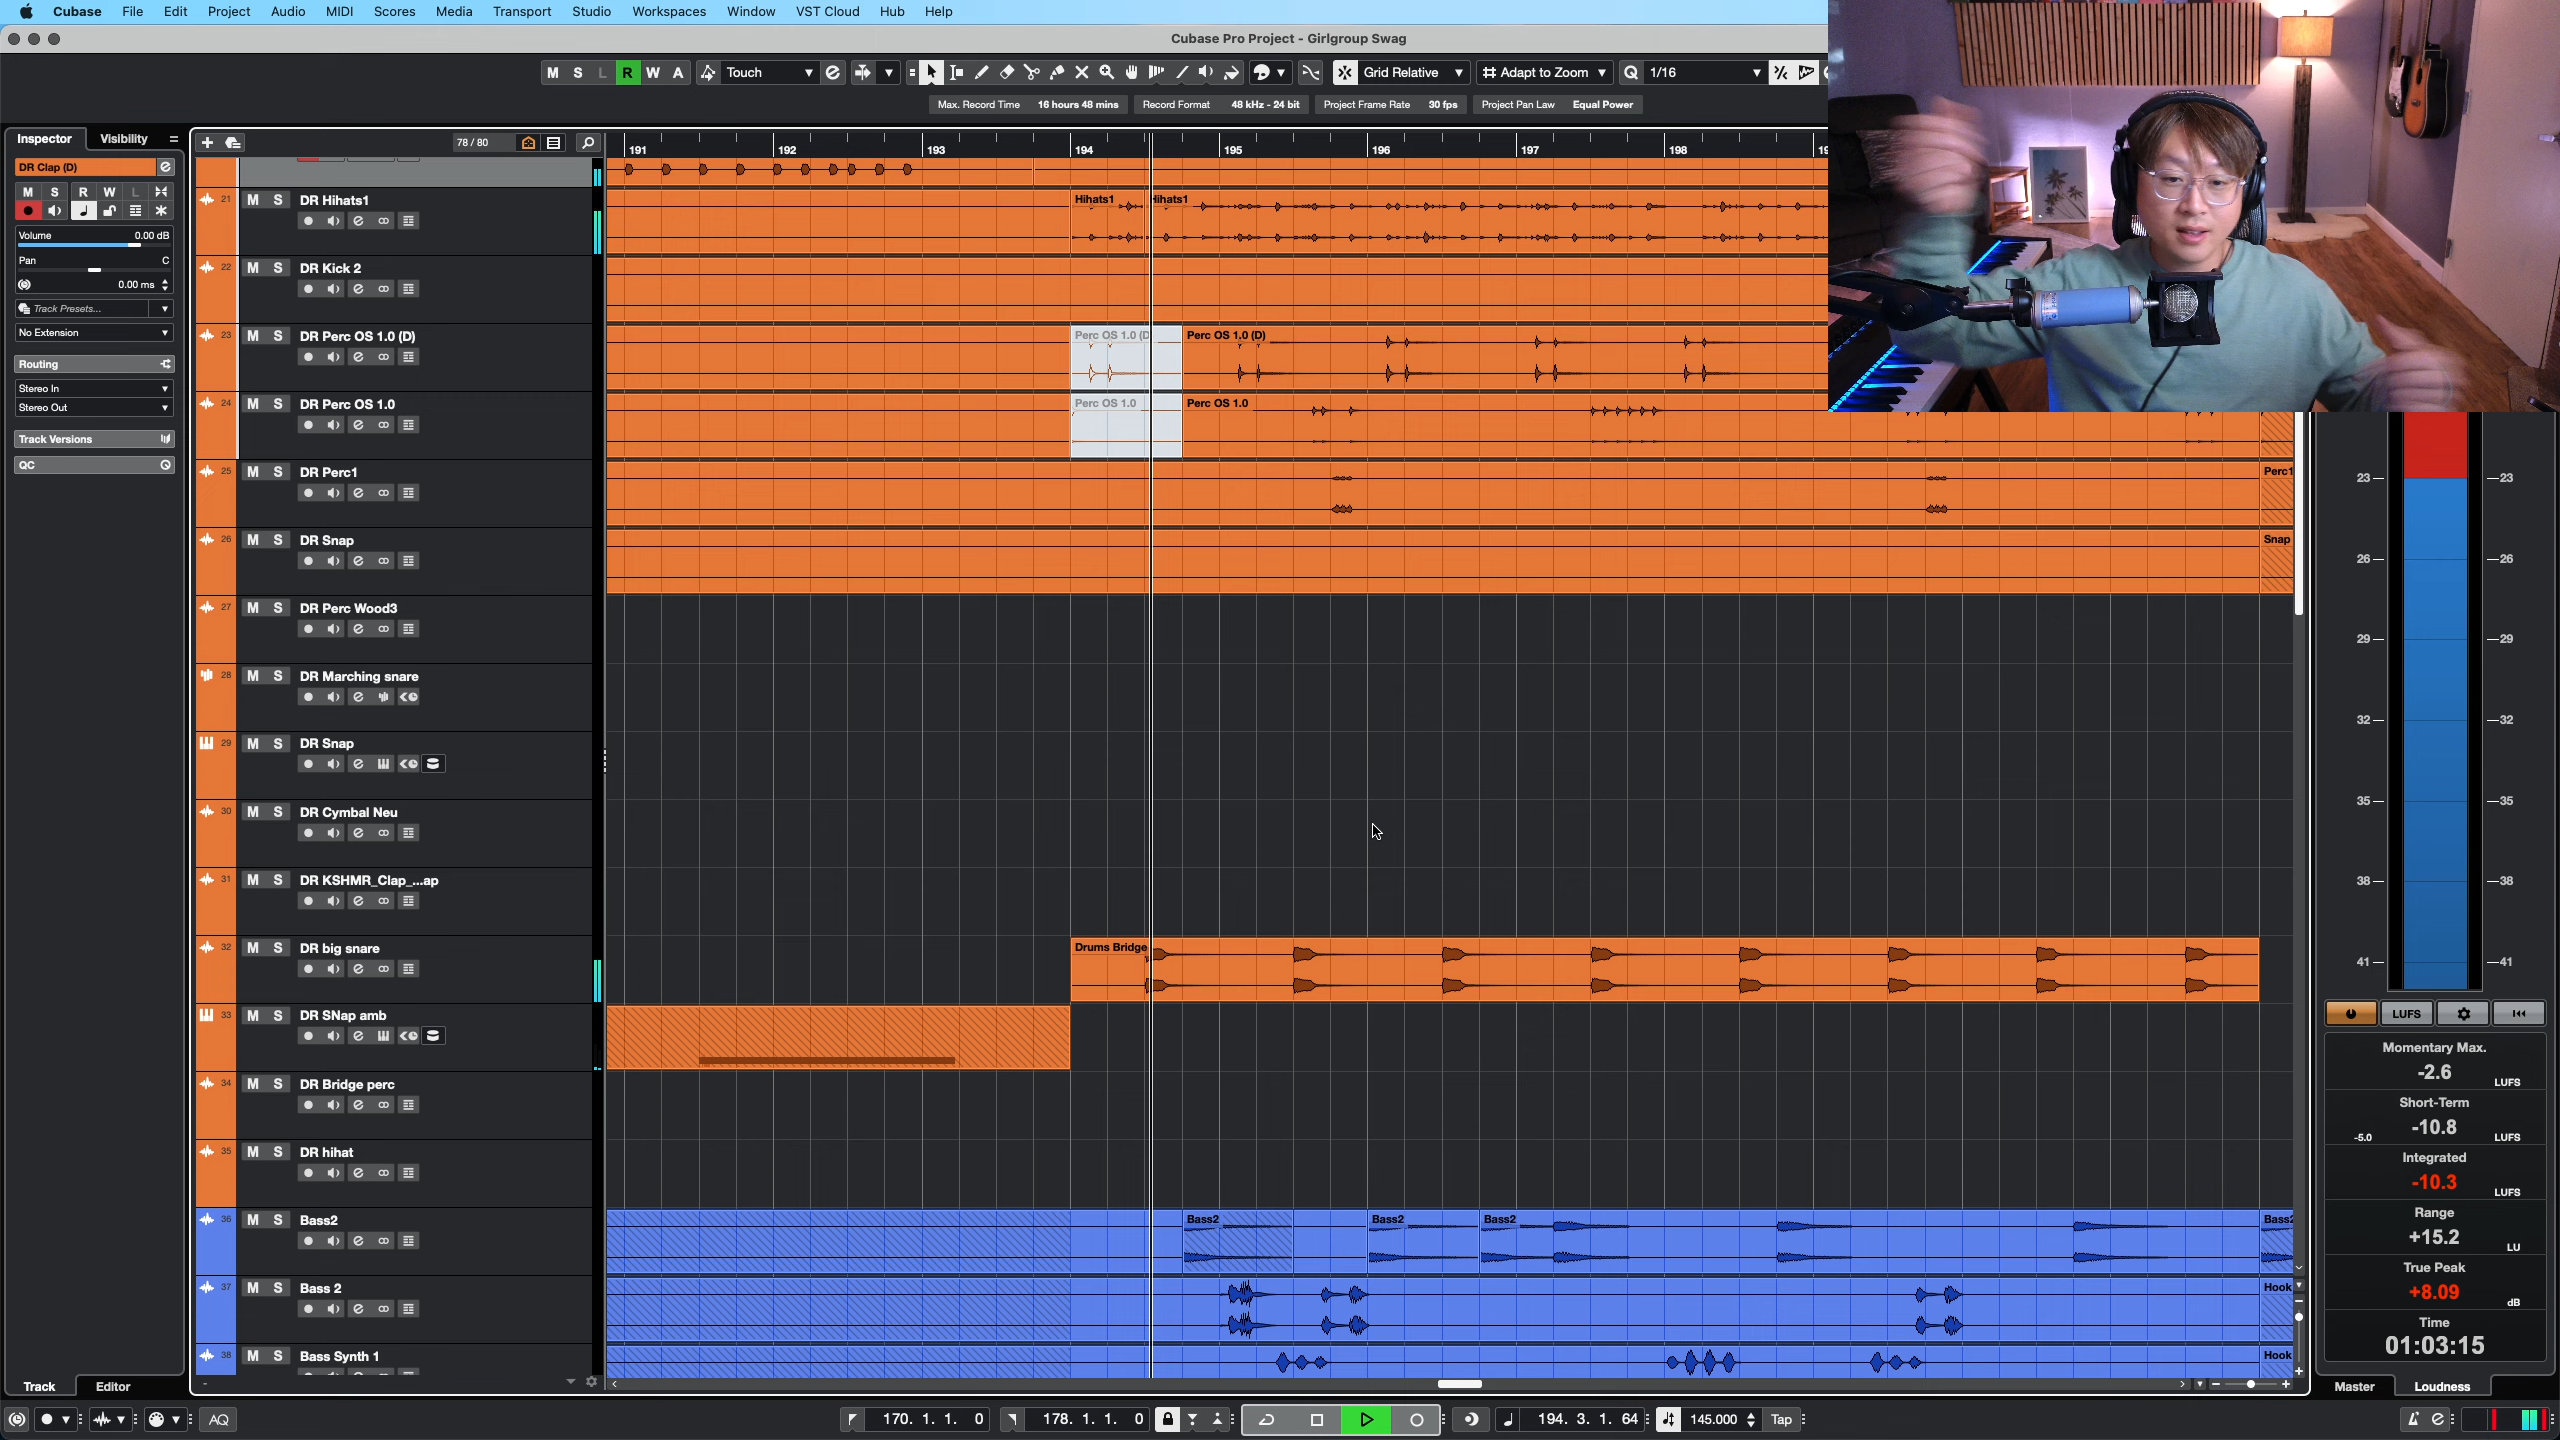 Cubase File Edit Project Audio MIDI Scores Media Transport Studio Workspaces Window VST Cloud Hub Help
Cubase Pro Project - Girlgroup Swag
M S L R W A Touch Grid Relative Adapt to Zoom Q 1/16
Max. Record Time 16 hours 48 mins Record Format 48 kHz - 24 bit Project Frame Rate 30 fps Project Pan Law Equal Power
Inspector Visibility
78 / 80
191 192 193 194 195 196 197 198
DR Clap (D)
M S R W L
Volume 0.00 dB
Pan C
0.00 ms
Track Presets...
No Extension
Routing
Stereo In
Stereo Out
Track Versions
QC
21 M S DR Hihats1
Hihats1 Hihats1
22 M S DR Kick 2
23 M S DR Perc OS 1.0 (D)
Perc OS 1.0 (D Perc OS 1.0 (D)
24 M S DR Perc OS 1.0
Perc OS 1.0 Perc OS 1.0
25 M S DR Perc1
Perc1
26 M S DR Snap
Snap
27 M S DR Perc Wood3
28 M S DR Marching snare
29 M S DR Snap
30 M S DR Cymbal Neu
31 M S DR KSHMR_Clap_...ap
32 M S DR big snare
Drums Bridge
33 M S DR SNap amb
34 M S DR Bridge perc
35 M S DR hihat
36 M S Bass2
Bass2 Bass2 Bass2 Bass2
37 M S Bass 2
Hook
38 M S Bass Synth 1
Hook
23 23
26 26
29 29
32 32
35 35
38 38
41 41
LUFS
Momentary Max.
-2.6 LUFS
Short-Term
-5.0 -10.8 LUFS
Integrated
-10.3 LUFS
Range
+15.2 LU
True Peak
+8.09 dB
Time
01:03:15
Track Editor
Master Loudness
AQ
170. 1. 1. 0
178. 1. 1. 0
194. 3. 1. 64
145.000 Tap